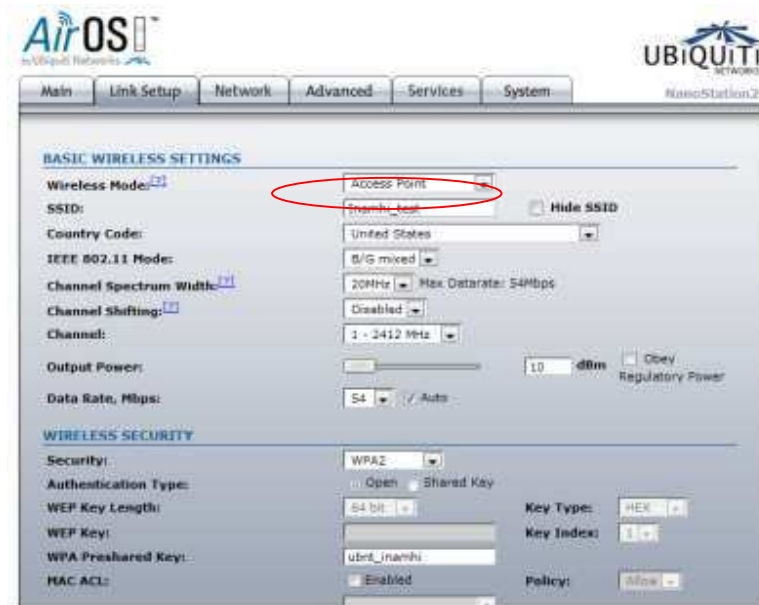 AirOS
by Ubiquiti Networks
UBiQUiTi
NETWORKS
Main Link Setup Network Advanced Services System NanoStation2
BASIC WIRELESS SETTINGS
Wireless Mode:[?] Access Point
SSID: Inamhi_test Hide SSID
Country Code: United States
IEEE 802.11 Mode: B/G mixed
Channel Spectrum Width:[?] 20MHz Max Datarate: 54Mbps
Channel Shifting:[?] Disabled
Channel: 1 - 2412 MHz
Output Power: 10 dBm Obey
Regulatory Power
Data Rate, Mbps: 54 Auto
WIRELESS SECURITY
Security: WPA2
Authentication Type: Open Shared Key
WEP Key Length: 64 bit Key Type: HEX
WEP Key: Key Index: 1
WPA Preshared Key: ubnt_inamhi
MAC ACL: Enabled Policy: Allow